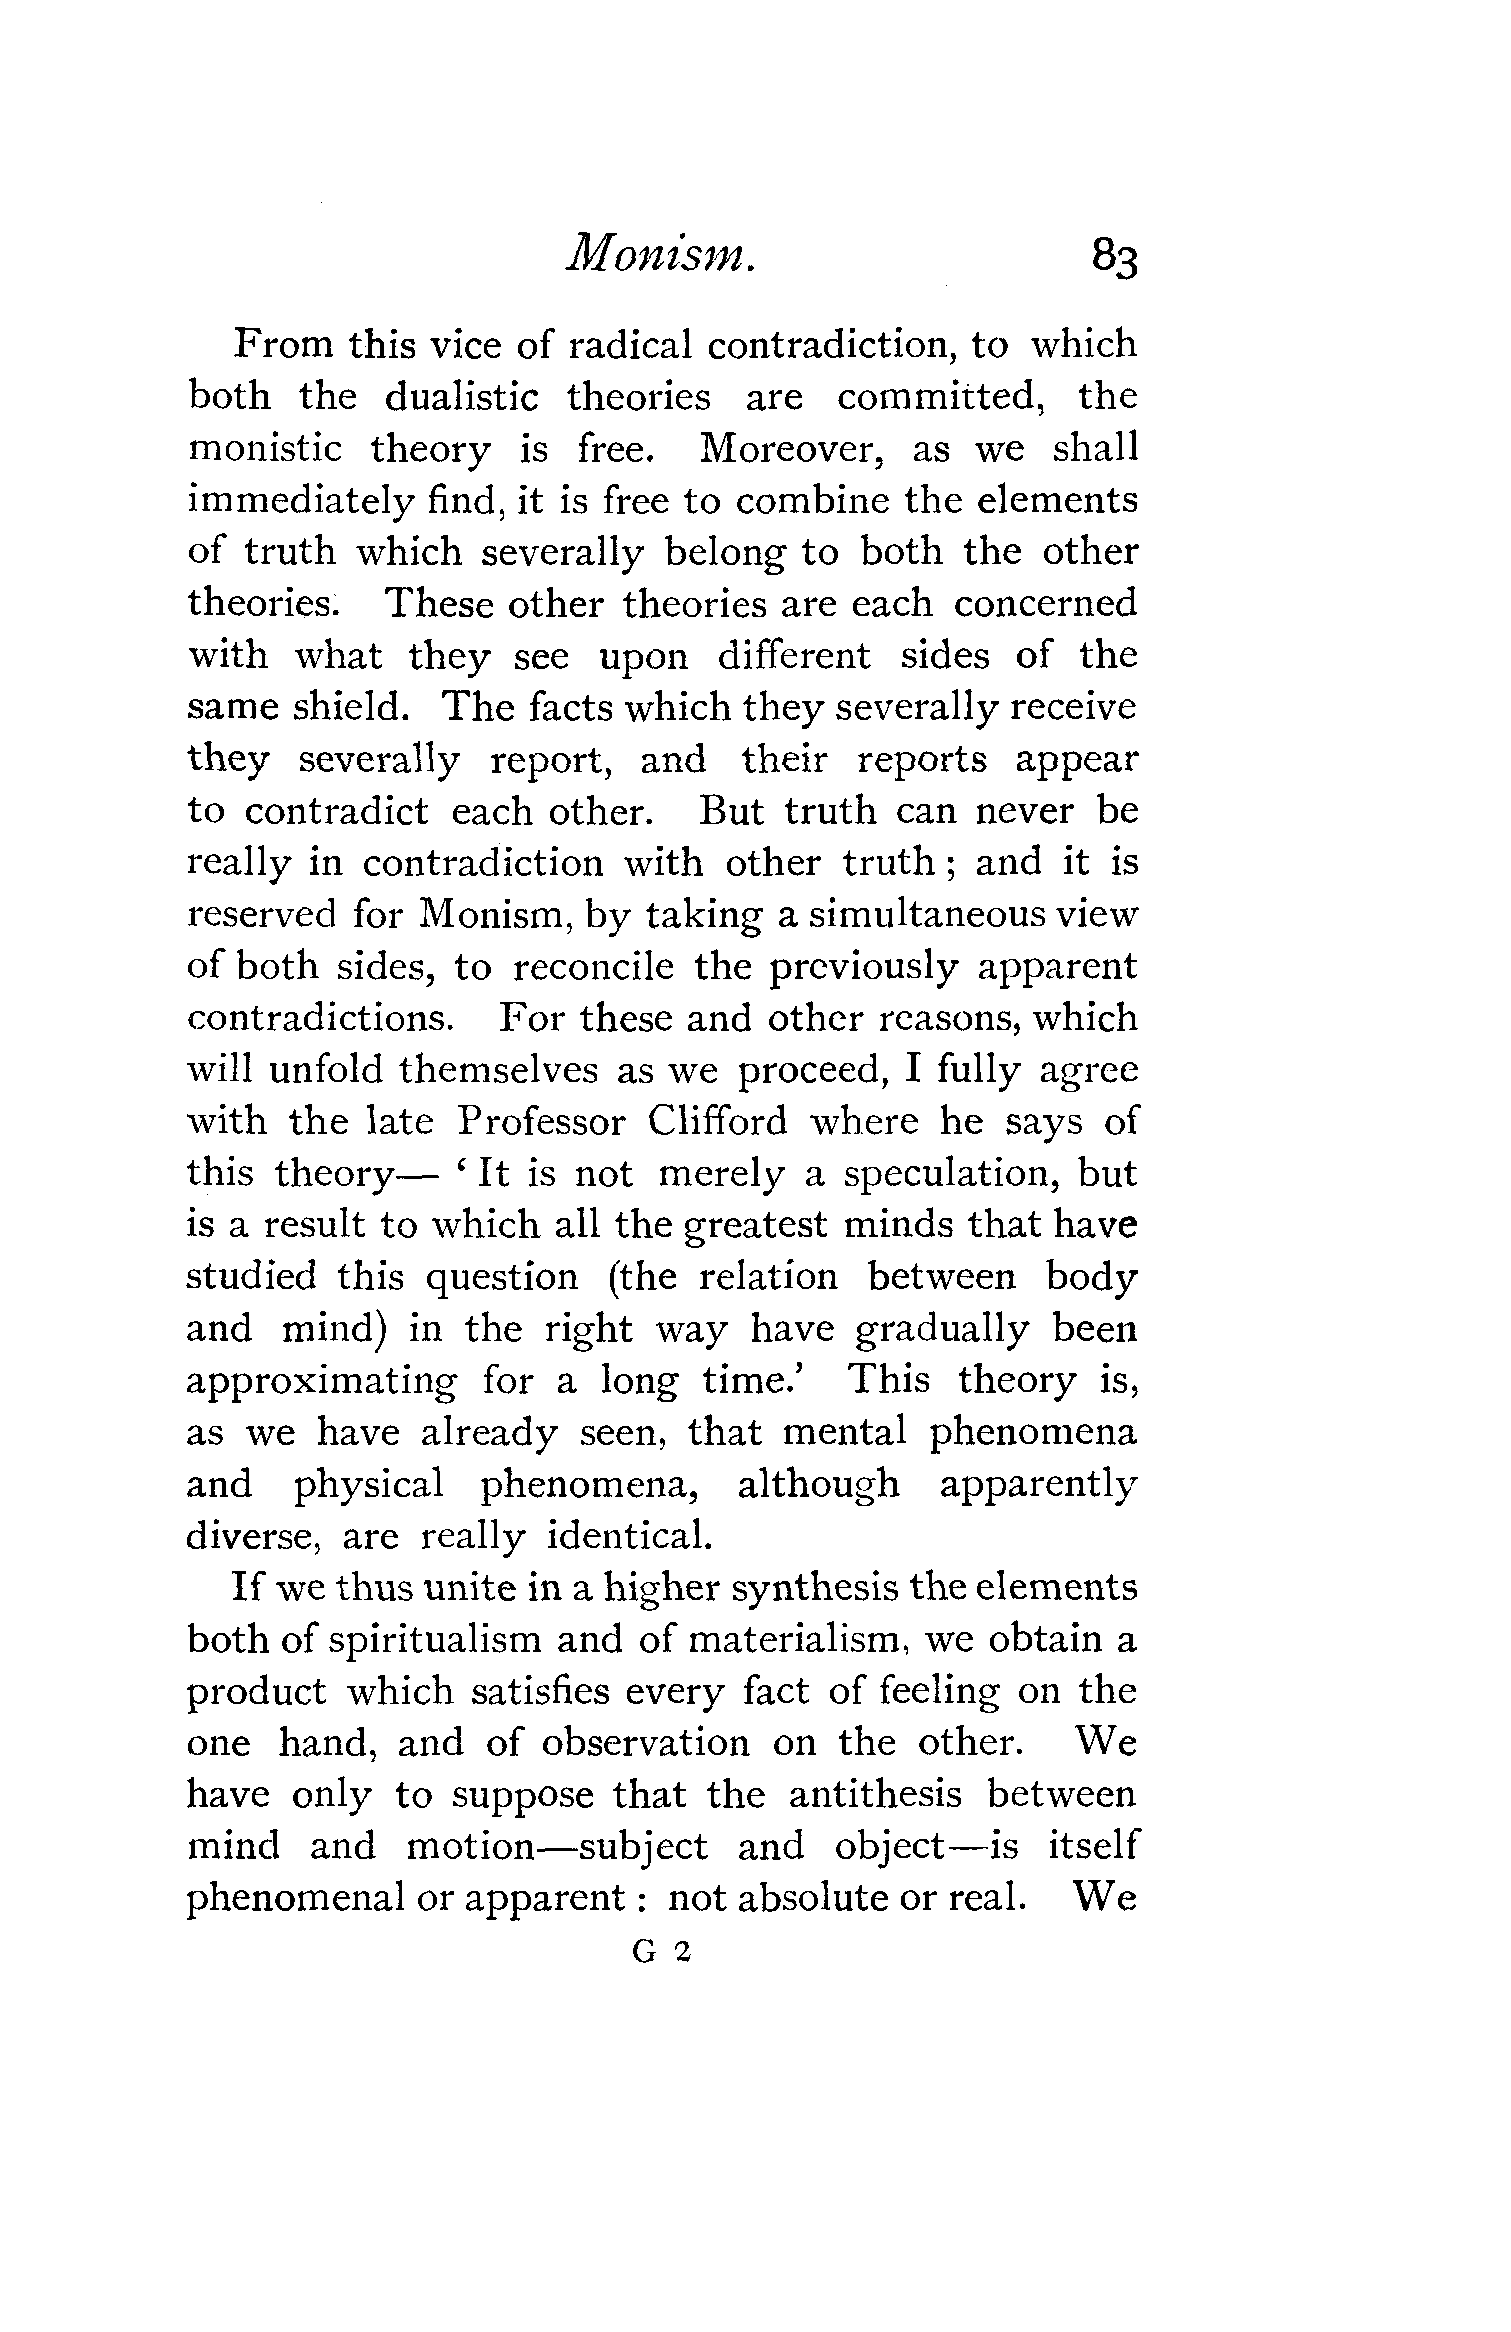 Monism. 83
From this vice of radical contradiction, to which
both the dualistic theories are committed, the
monistic theory is free. Moreover, as we shall
immediately find, it is free to combine the elements
of truth which severally belong to both the other
theories. These other theories are each concerned
with what they see upon different sides of the
same shield. The facts which they severally receive
they severally report, and their reports appear
to contradict each other. But truth can never be
really in contradiction with other truth ; and it is
reserved for Monism, by taking a simultaneous view
of both sides, to reconcile the previously apparent
contradictions. For these and other reasons, which
will unfold themselves as we proceed, I fully agree
with the late Professor Clifford where he says of
this theory— ‘ It is not merely a speculation, but
is a result to which all the greatest minds that have
studied this question (the relation between body
and mind) in the right way have gradually been
approximating for a long time.’ This theory is,
as we have already seen, that mental phenomena
and physical phenomena, although apparently
diverse, are really identical.
If we thus unite in a higher synthesis the elements
both of spiritualism and of materialism, we obtain a
product which satisfies every fact of feeling on the
one hand, and of observation on the other. We
have only to suppose that the antithesis between
mind and motion—subject and object—is itself
phenomenal or apparent : not absolute or real. We
G 2